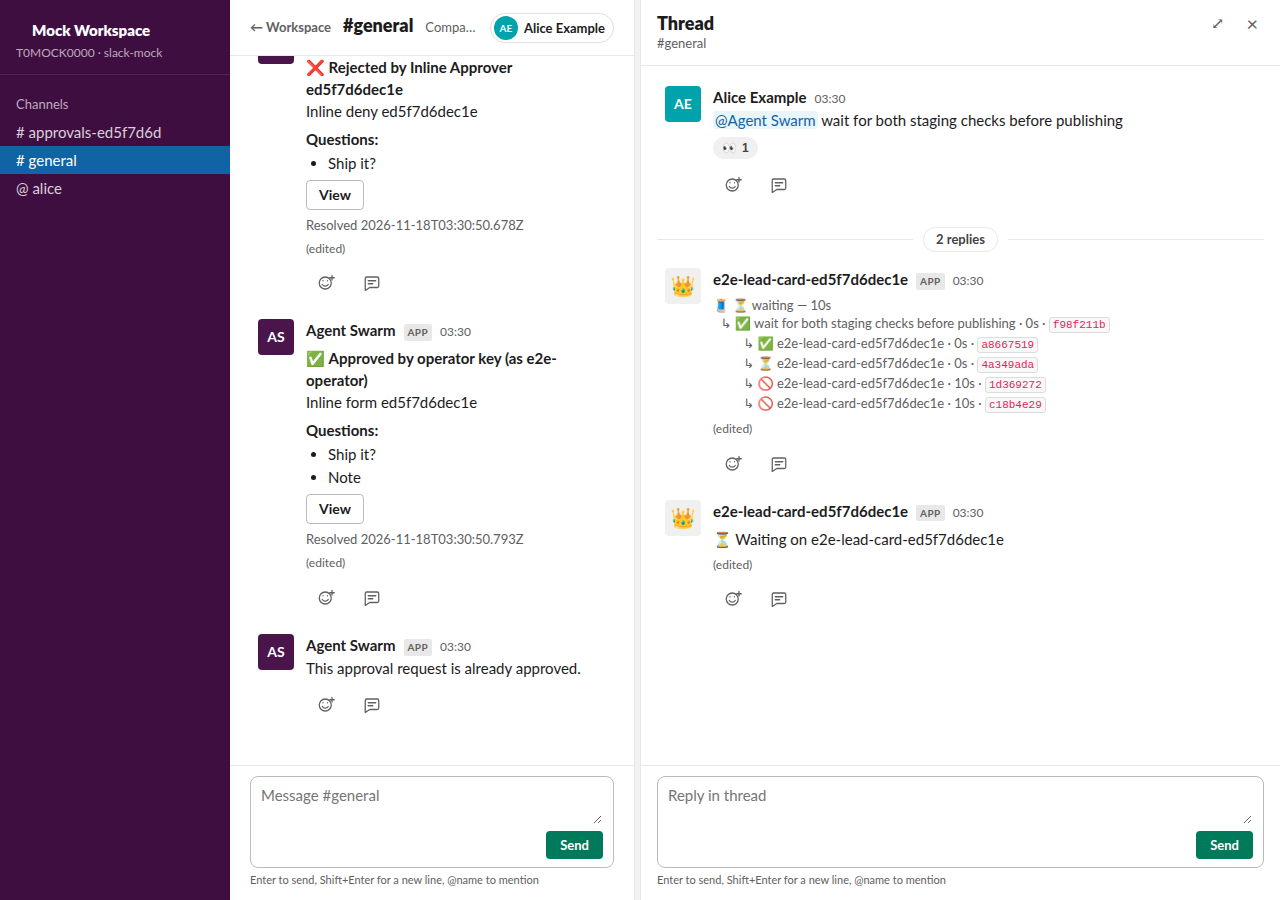 Mock Workspace
T0MOCK0000 · slack-mock
Channels
# approvals-ed5f7d6d
# general
@ alice
← Workspace #general Compa... AE Alice Example
❌ Rejected by Inline Approver
ed5f7d6dec1e
Inline deny ed5f7d6dec1e
Questions:
• Ship it?
View
Resolved 2026-11-18T03:30:50.678Z
(edited)
AS Agent Swarm APP 03:30
✅ Approved by operator key (as e2e-
operator)
Inline form ed5f7d6dec1e
Questions:
• Ship it?
• Note
View
Resolved 2026-11-18T03:30:50.793Z
(edited)
AS Agent Swarm APP 03:30
This approval request is already approved.
Message #general
Send
Enter to send, Shift+Enter for a new line, @name to mention
Thread
#general
AE Alice Example 03:30
@Agent Swarm wait for both staging checks before publishing
👀 1
2 replies
e2e-lead-card-ed5f7d6dec1e APP 03:30
🧵 ⏳ waiting — 10s
↳ ✅ wait for both staging checks before publishing · 0s · f98f211b
↳ ✅ e2e-lead-card-ed5f7d6dec1e · 0s · a8667519
↳ ⏳ e2e-lead-card-ed5f7d6dec1e · 0s · 4a349ada
↳ 🚫 e2e-lead-card-ed5f7d6dec1e · 10s · 1d369272
↳ 🚫 e2e-lead-card-ed5f7d6dec1e · 10s · c18b4e29
(edited)
e2e-lead-card-ed5f7d6dec1e APP 03:30
⏳ Waiting on e2e-lead-card-ed5f7d6dec1e
(edited)
Reply in thread
Send
Enter to send, Shift+Enter for a new line, @name to mention